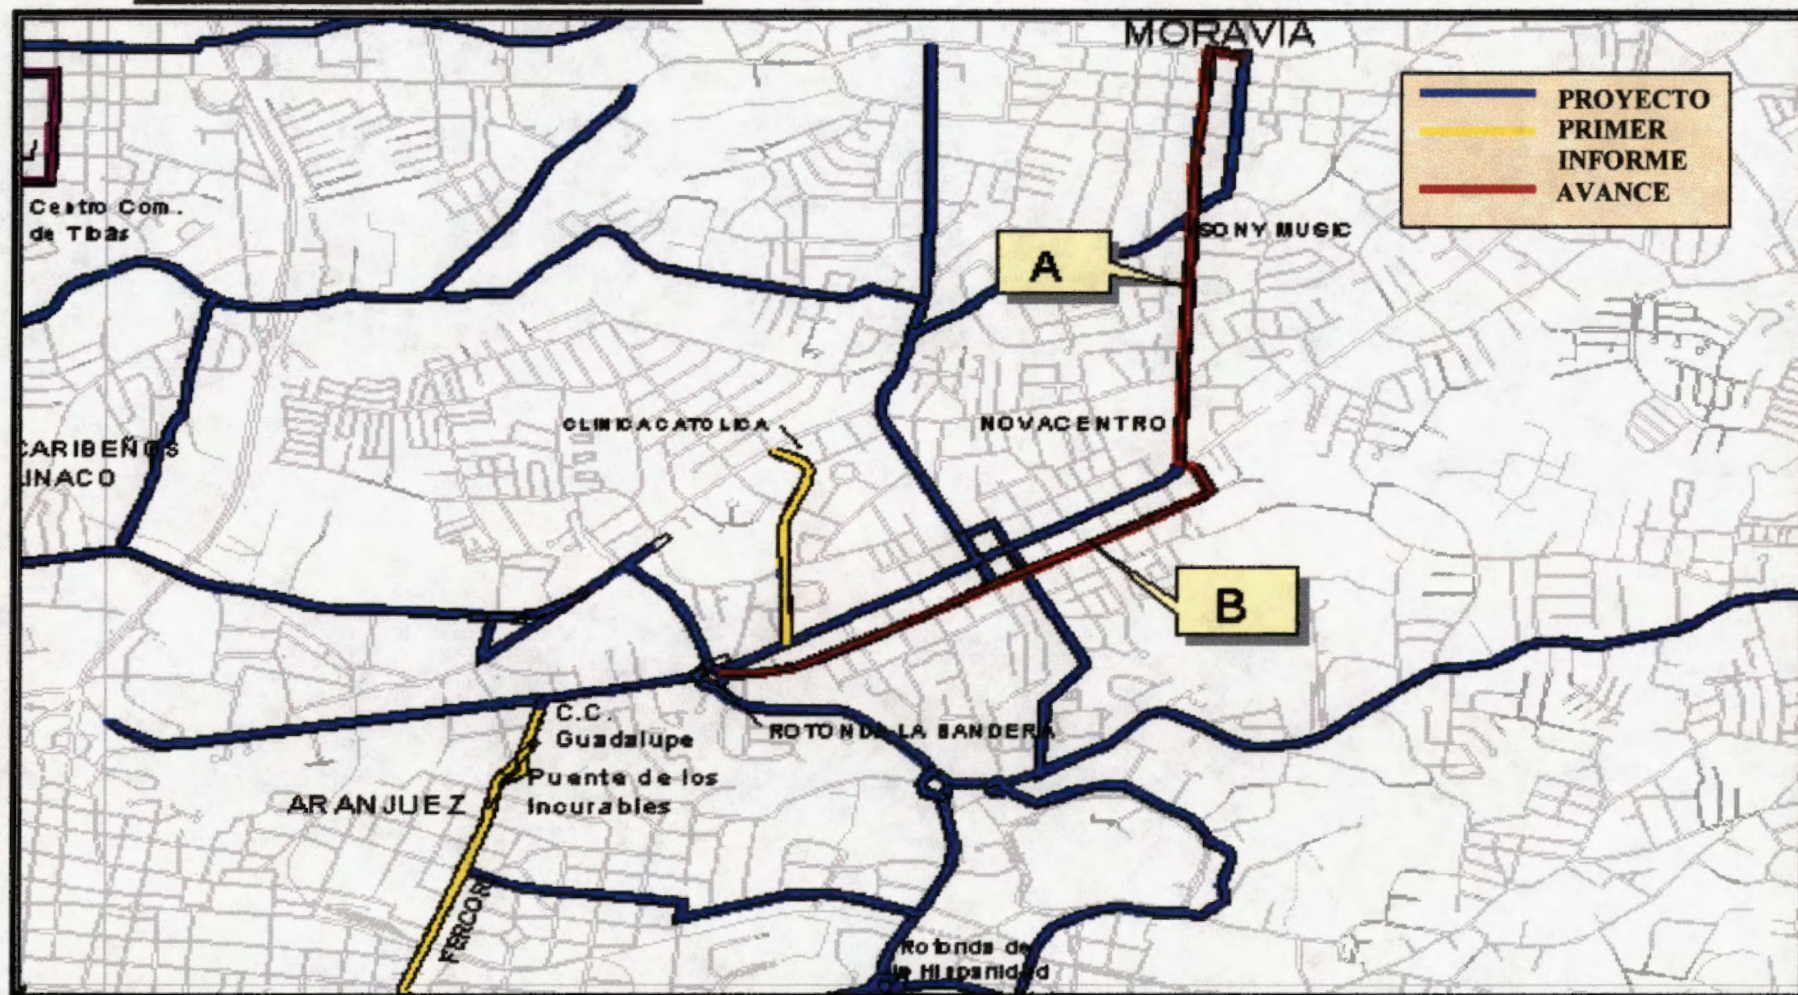 MORAVIA
PROYECTO
PRIMER
INFORME
AVANCE
Centro Com.
de Tibás
SONY MUSIC
A
CLINICA CATOLICA
NOVACENTRO
CARIBEÑOS
INACO
B
C.C.
Guadalupe
ROTONDA LA BANDERA
Puente de los
Incurables
ARANJUEZ
FERCORI
Rotonda de
la Hispanidad